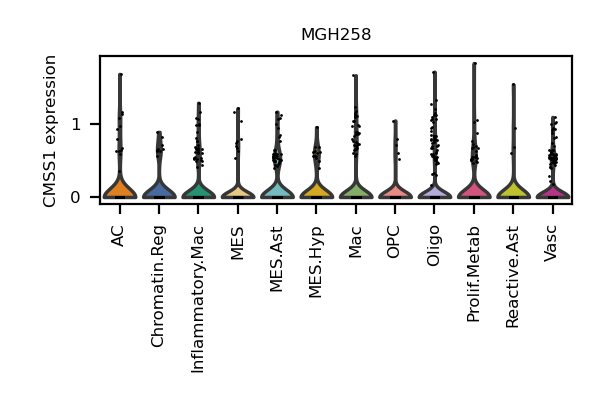 MGH258
CMSS1 expression
1
0
AC
Chromatin.Reg
Inflammatory.Mac
MES
MES.Ast
MES.Hyp
Mac
OPC
Oligo
Prolif.Metab
Reactive.Ast
Vasc